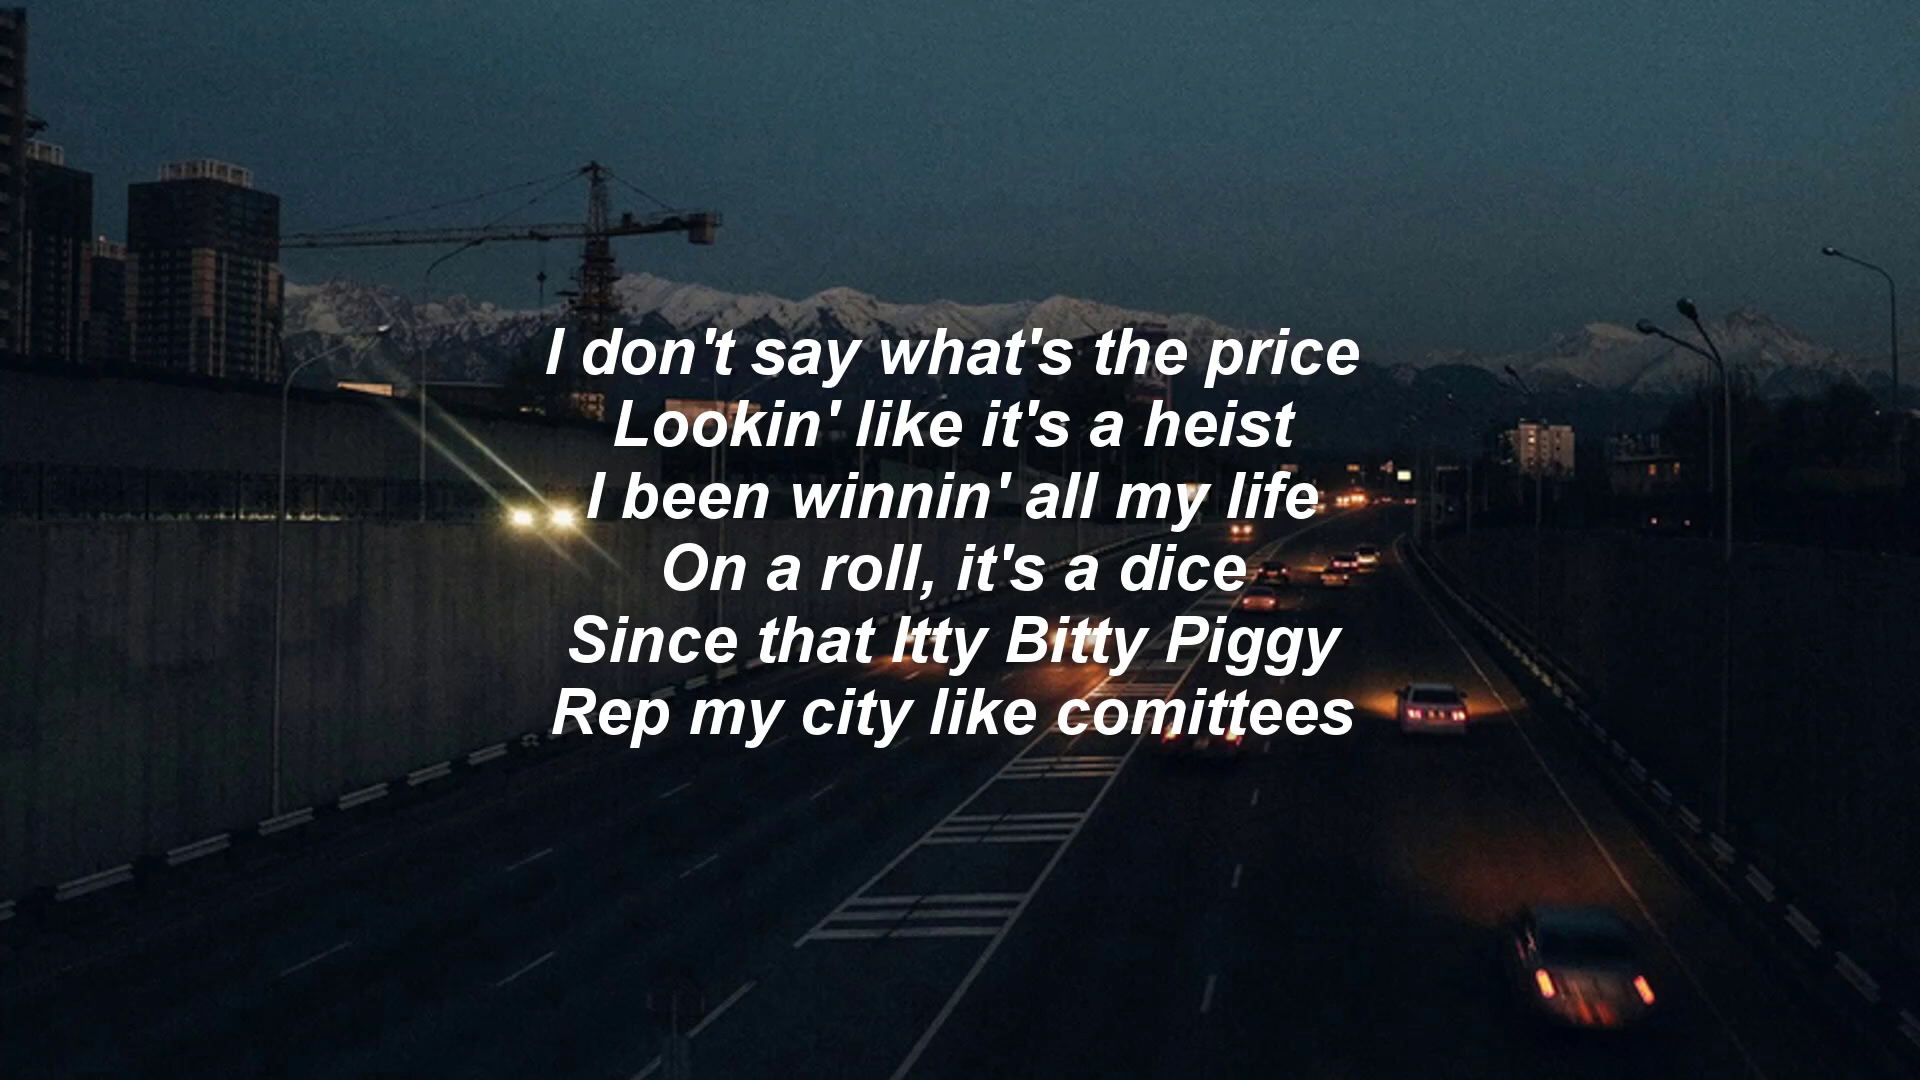 I don't say what's the price
Lookin' like it's a heist
I been winnin' all my life
On a roll, it's a dice
Since that Itty Bitty Piggy
Rep my city like comittees